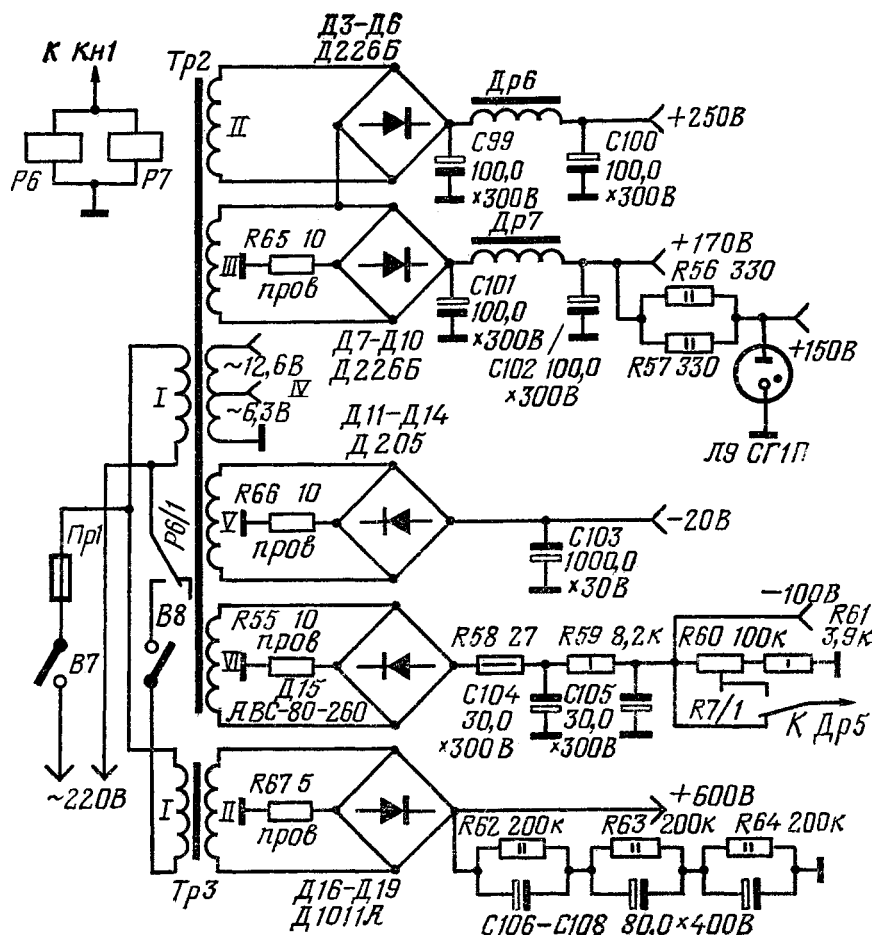 Д3-Д6
Д226Б
К Кн1
Тр2
Др6
II
С99
100,0
×300В
С100
100,0
×300В
+250В
Р6
Р7
Др7
R65 10
III
пров
С101
100,0
×300В
+170В
R56 330
Д7-Д10
Д226Б
С102 100,0
×300В
R57 330
+150В
I
~12,6В
IV
~6,3В
Д11-Д14
Д205
Л9 СГ1П
R66 10
V
пров
Р6/1
Пр1
С103
1000,0
×30В
-20В
В8
В7
R55 10
пров
VI
Д15
АВС-80-260
R58 27
R59 8,2к
-100В
R60 100к
R61
3,9к
С104
30,0
×300В
С105
30,0
×300В
R7/1
К Др5
~220В
I
II
R67 5
пров
+600В
R62 200к
R63 200к
R64 200к
Тр3
Д16-Д19
Д1011А
С106-С108 80,0×400В